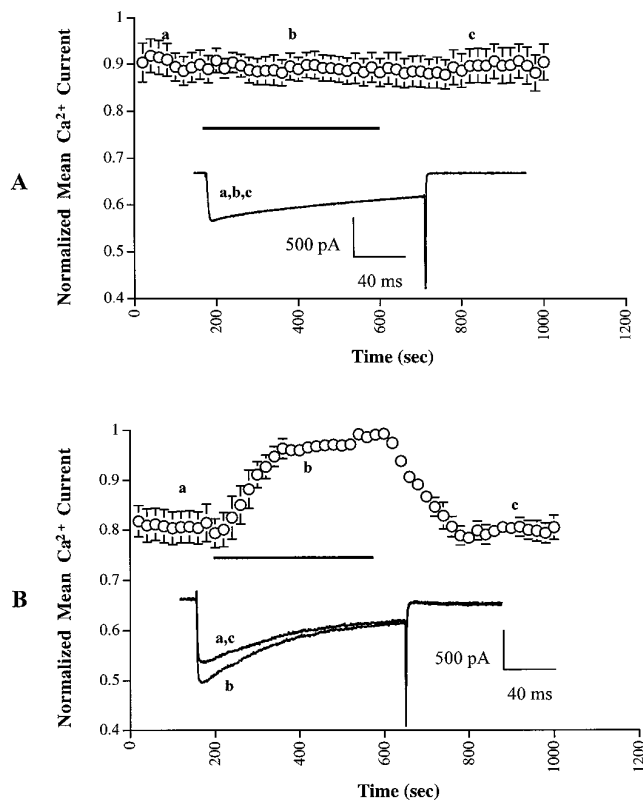 1
0.9
0.8
0.7
0.6
0.5
0.4
Normalized Mean Ca²⁺ Current
a
b
c
A
a,b,c
500 pA
40 ms
0
200
400
600
800
1000
1200
Time (sec)
1
0.9
0.8
0.7
0.6
0.5
0.4
Normalized Mean Ca²⁺ Current
a
b
c
B
a,c
b
500 pA
40 ms
0
200
400
600
800
1000
1200
Time (sec)